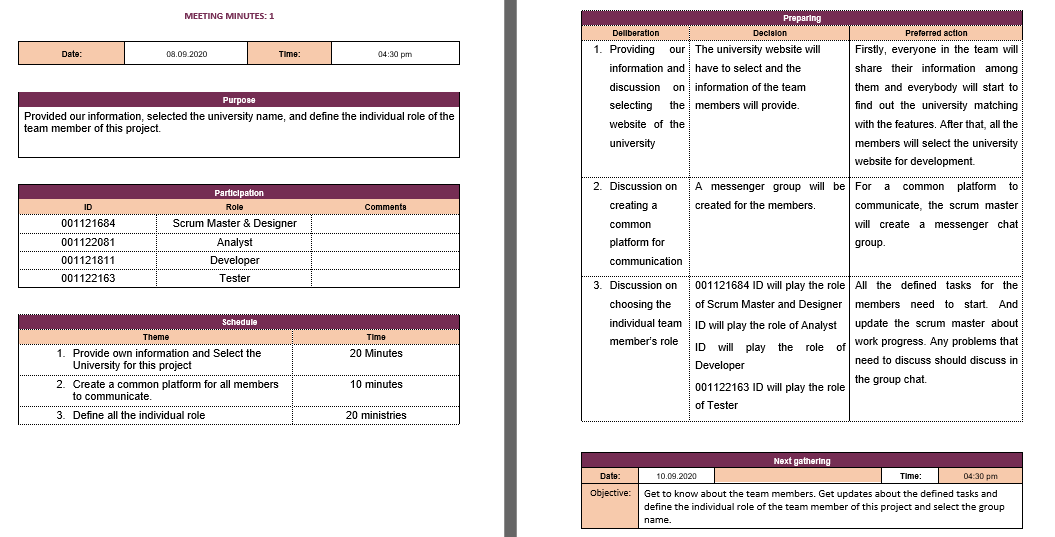 MEETING MINUTES: 1
Date: 08.09.2020 Time: 04:30 pm
Purpose
Provided our information, selected the university name, and define the individual role of the
team member of this project.
Participation
ID Role Comments
001121684 Scrum Master & Designer
001122081 Analyst
001121811 Developer
001122163 Tester
Schedule
Theme Time
1. Provide own information and Select the
University for this project
20 Minutes
2. Create a common platform for all members
to communicate.
10 minutes
3. Define all the individual role 20 ministries
Preparing
Deliberation Decision Preferred action
1. Providing our
information and
discussion on
selecting the
website of the
university
The university website will
have to select and the
information of the team
members will provide.
Firstly, everyone in the team will
share their information among
them and everybody will start to
find out the university matching
with the features. After that, all the
members will select the university
website for development.
2. Discussion on
creating a
common
platform for
communication
A messenger group will be
created for the members.
For a common platform to
communicate, the scrum master
will create a messenger chat
group.
3. Discussion on
choosing the
individual team
member's role
001121684 ID will play the role
of Scrum Master and Designer
ID will play the role of Analyst
ID will play the role of
Developer
001122163 ID will play the role
of Tester
All the defined tasks for the
members need to start. And
update the scrum master about
work progress. Any problems that
need to discuss should discuss in
the group chat.
Next gathering
Date: 10.09.2020 Time: 04:30 pm
Objective: Get to know about the team members. Get updates about the defined tasks and
define the individual role of the team member of this project and select the group
name.